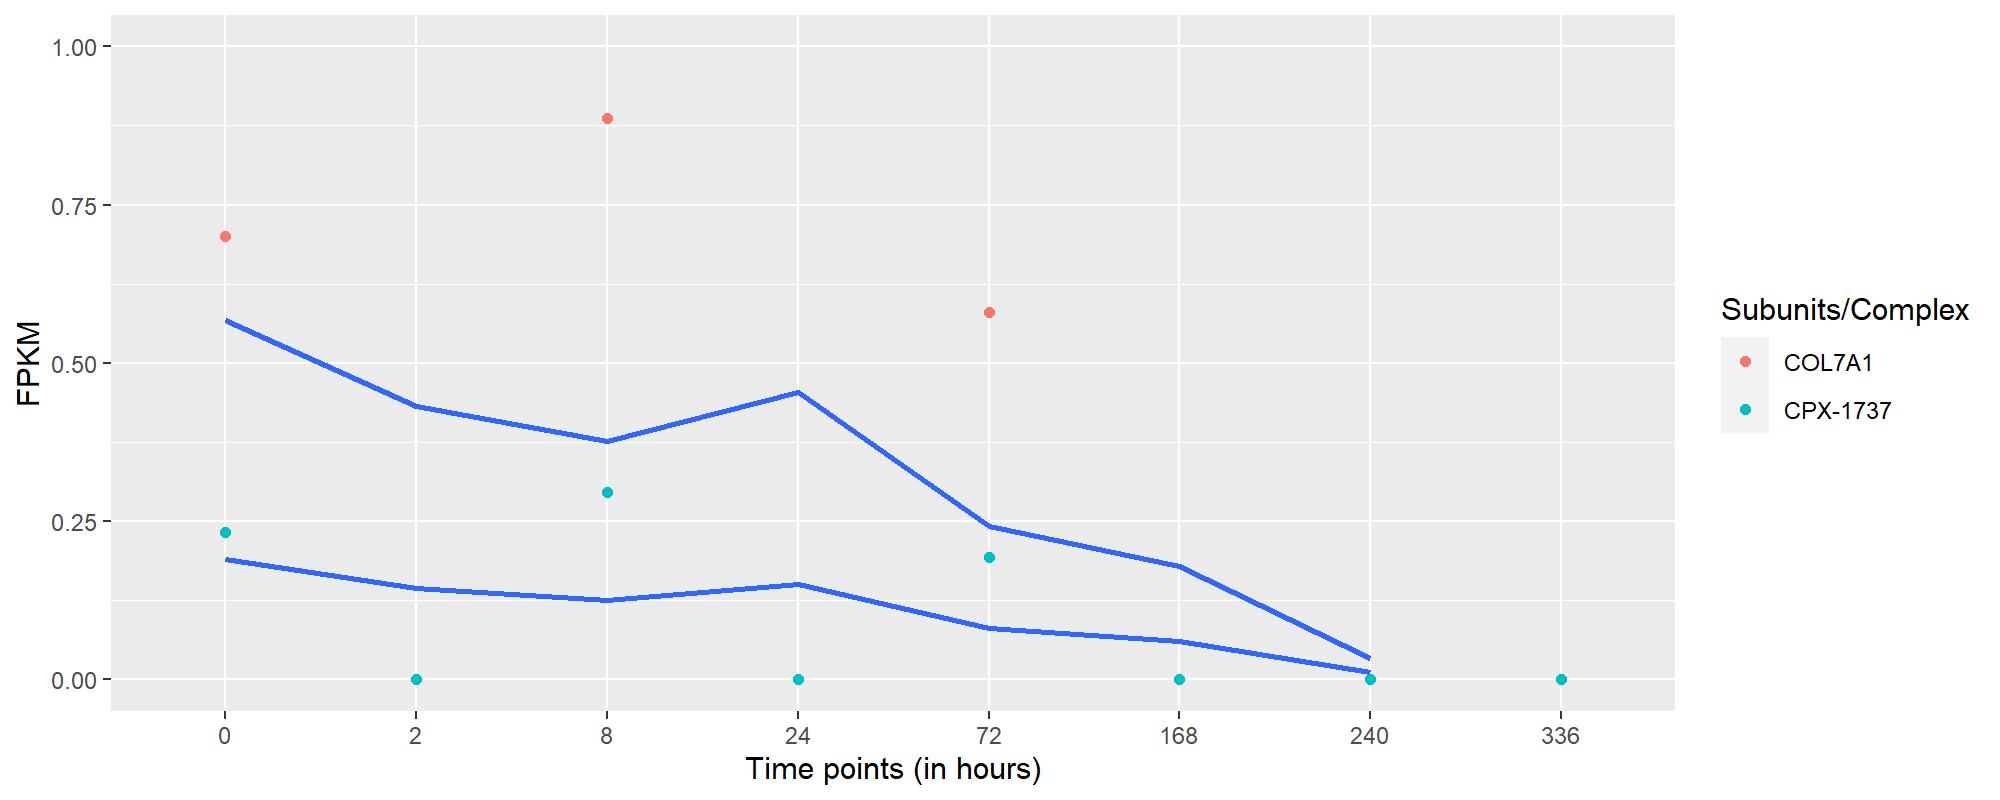 FPKM
1.00
0.75
0.50
0.25
0.00
0 2 8 24 72 168 240 336
Time points (in hours)
Subunits/Complex
COL7A1
CPX-1737